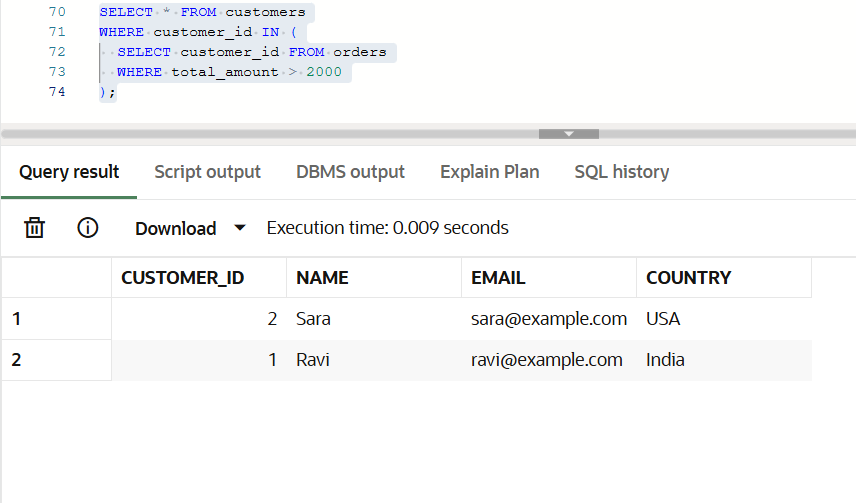 70 SELECT * FROM customers
71 WHERE customer_id IN (
72 SELECT customer_id FROM orders
73 WHERE total_amount > 2000
74 );
Query result Script output DBMS output Explain Plan SQL history
Download Execution time: 0.009 seconds
CUSTOMER_ID NAME EMAIL COUNTRY
1 2 Sara sara@example.com USA
2 1 Ravi ravi@example.com India